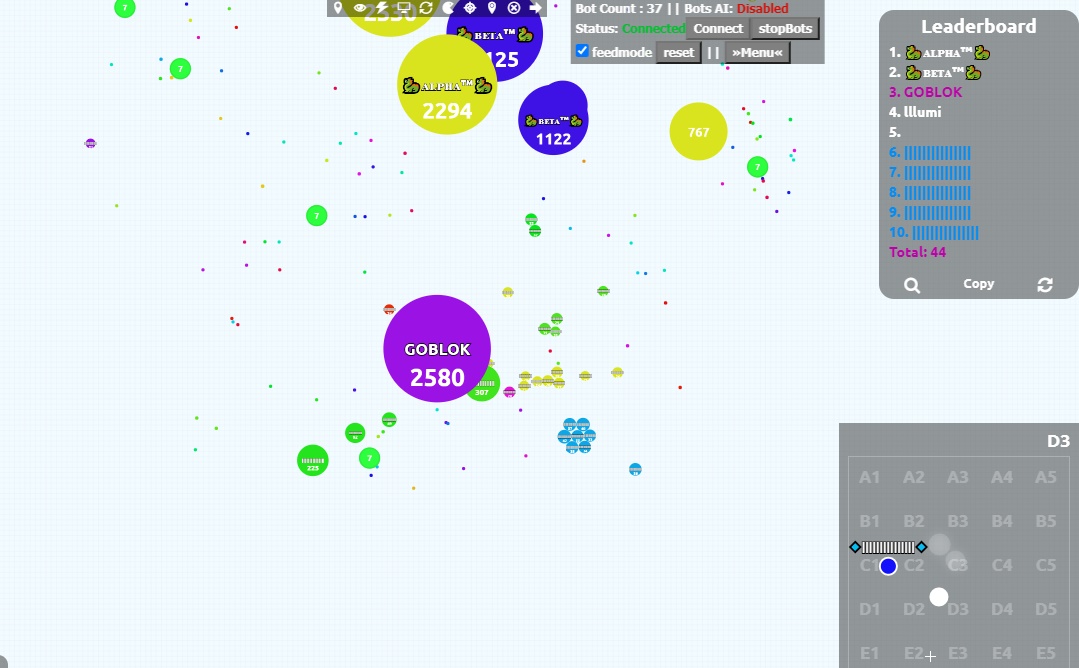 Bot Count : 37 || Bots AI: Disabled
Status: Connected Connect stopBots
feedmode reset || »Menu«
2330
BETA™
125
ALPHA™
2294
BETA™
1122
767
7
7
7
7
GOBLOK
2580
307
225
7
Leaderboard
1. ALPHA™
2. BETA™
3. GOBLOK
4. lllumi
5.
6. ||||||||||||||
7. ||||||||||||||
8. ||||||||||||||
9. ||||||||||||||
10. ||||||||||||||
Total: 44
Copy
D3
A1 A2 A3 A4 A5
B1 B2 B3 B4 B5
C1 C2 C3 C4 C5
D1 D2 D3 D4 D5
E1 E2 E3 E4 E5